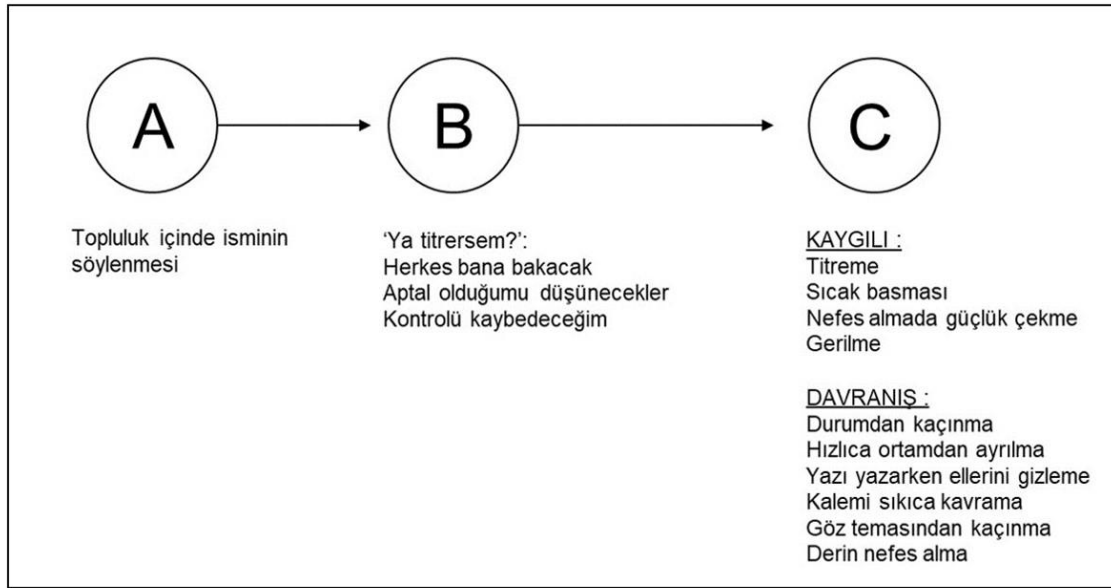 A
B
C
Topluluk içinde isminin
söylenmesi
‘Ya titrersem?’:
Herkes bana bakacak
Aptal olduğumu düşünecekler
Kontrolü kaybedeceğim
KAYGILI :
Titreme
Sıcak basması
Nefes almada güçlük çekme
Gerilme
DAVRANIŞ :
Durumdan kaçınma
Hızlıca ortamdan ayrılma
Yazı yazarken ellerini gizleme
Kalemi sıkıca kavrama
Göz temasından kaçınma
Derin nefes alma